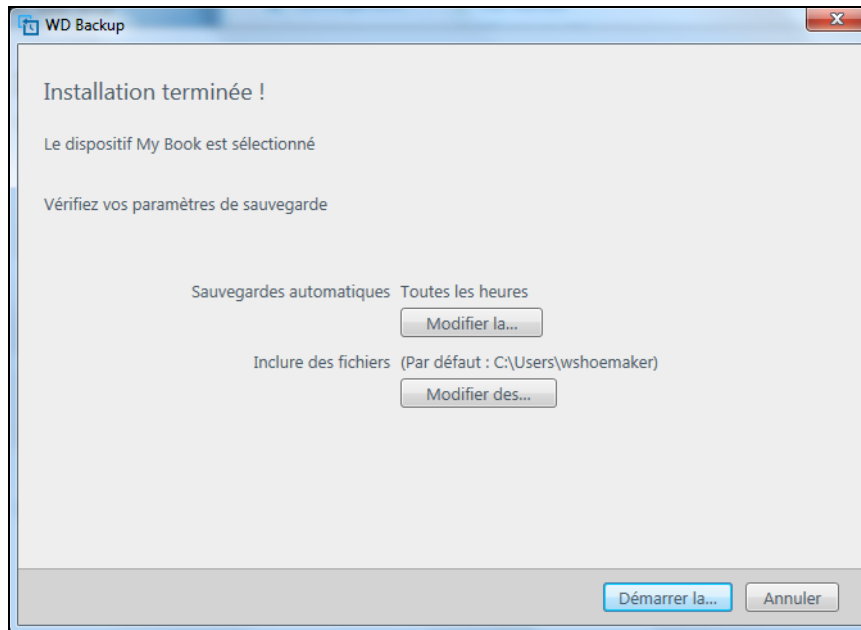 WD Backup
Installation terminée !
Le dispositif My Book est sélectionné
Vérifiez vos paramètres de sauvegarde
Sauvegardes automatiques Toutes les heures
Modifier la...
Inclure des fichiers (Par défaut : C:\Users\wshoemaker)
Modifier des...
Démarrer la... Annuler